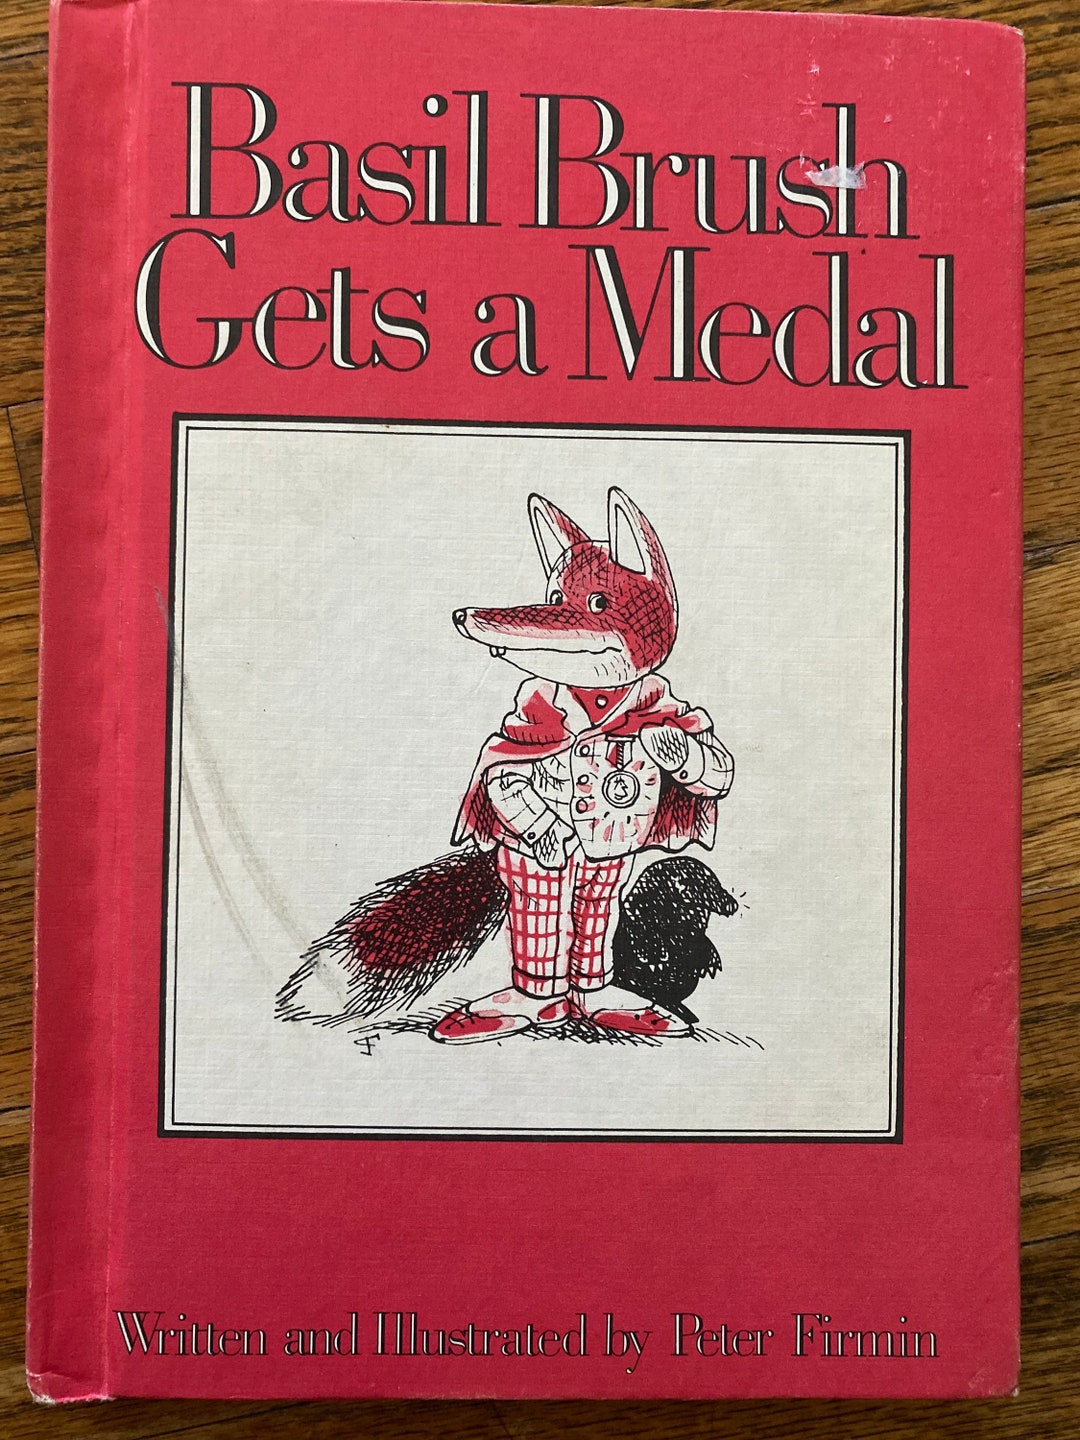 Basil Brush
Gets a Medal
Written and Illustrated by Peter Firmin